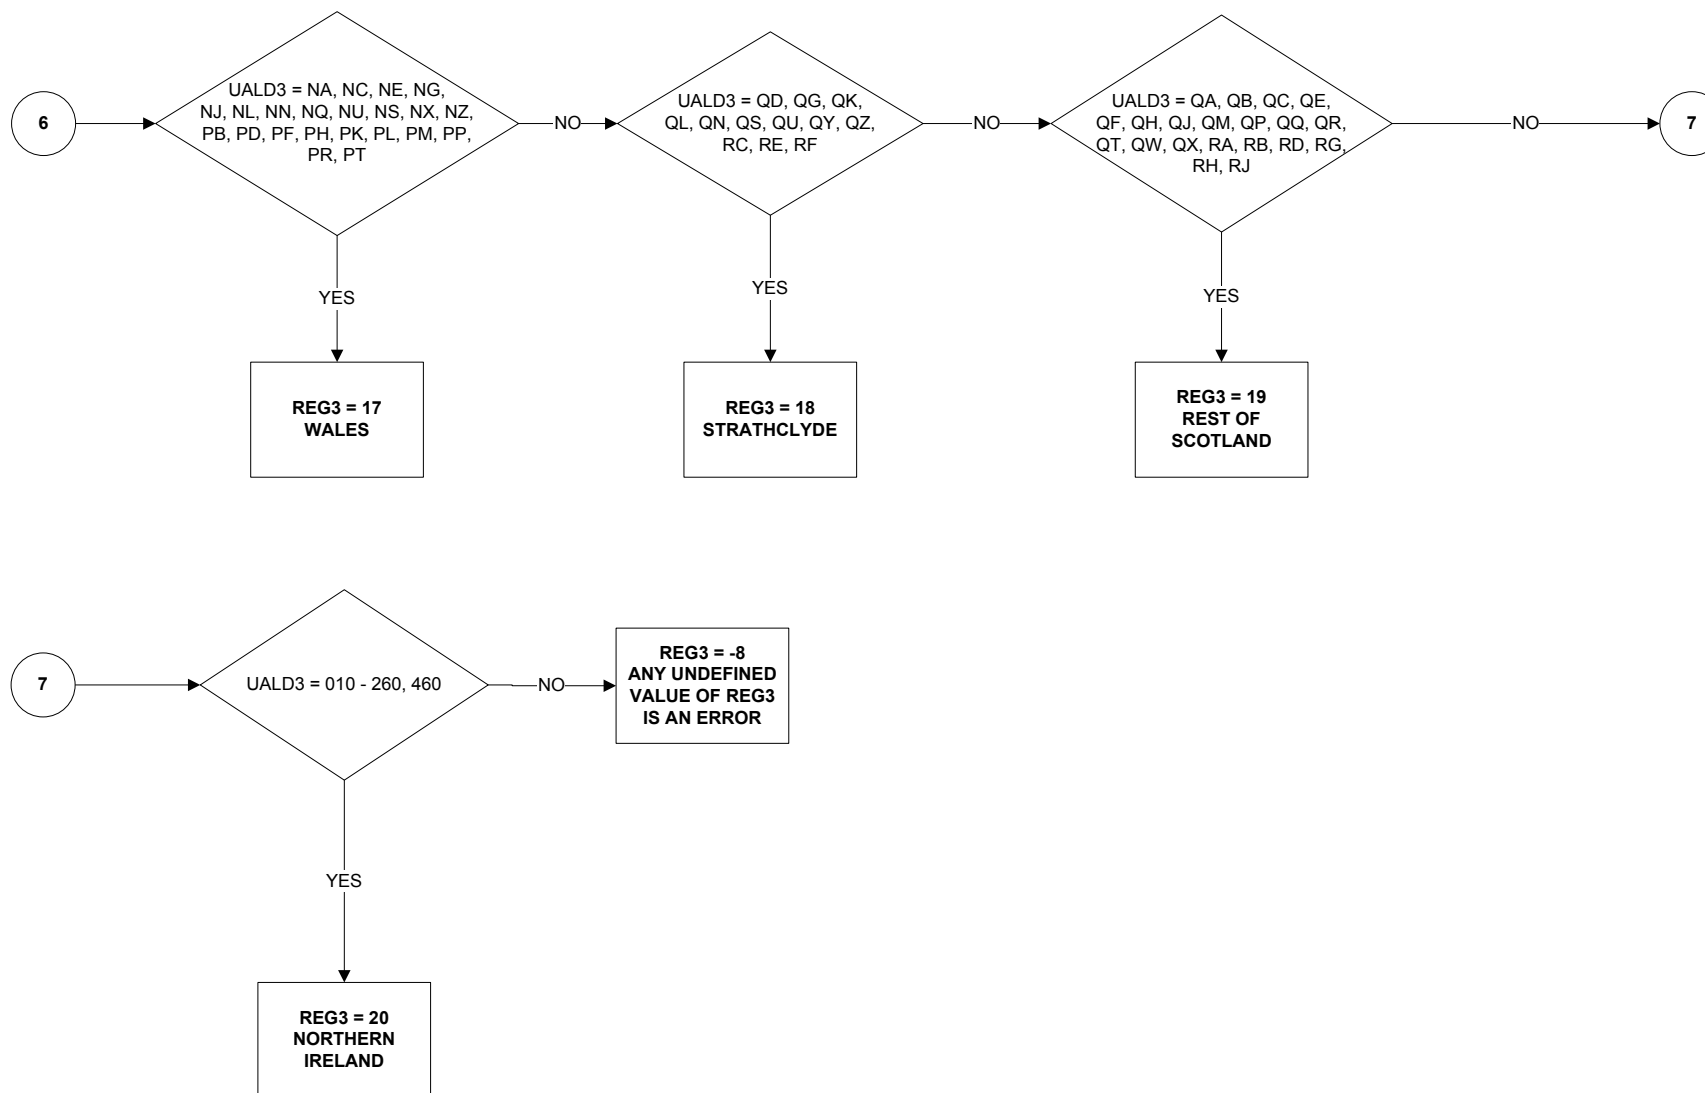 6
UALD3 = NA, NC, NE, NG,
NJ, NL, NN, NQ, NU, NS, NX, NZ,
PB, PD, PF, PH, PK, PL, PM, PP,
PR, PT
NO
UALD3 = QD, QG, QK,
QL, QN, QS, QU, QY, QZ,
RC, RE, RF
NO
UALD3 = QA, QB, QC, QE,
QF, QH, QJ, QM, QP, QQ, QR,
QT, QW, QX, RA, RB, RD, RG,
RH, RJ
NO
7
YES
YES
YES
REG3 = 17
WALES
REG3 = 18
STRATHCLYDE
REG3 = 19
REST OF
SCOTLAND
7
UALD3 = 010 - 260, 460
NO
REG3 = -8
ANY UNDEFINED
VALUE OF REG3
IS AN ERROR
YES
REG3 = 20
NORTHERN
IRELAND